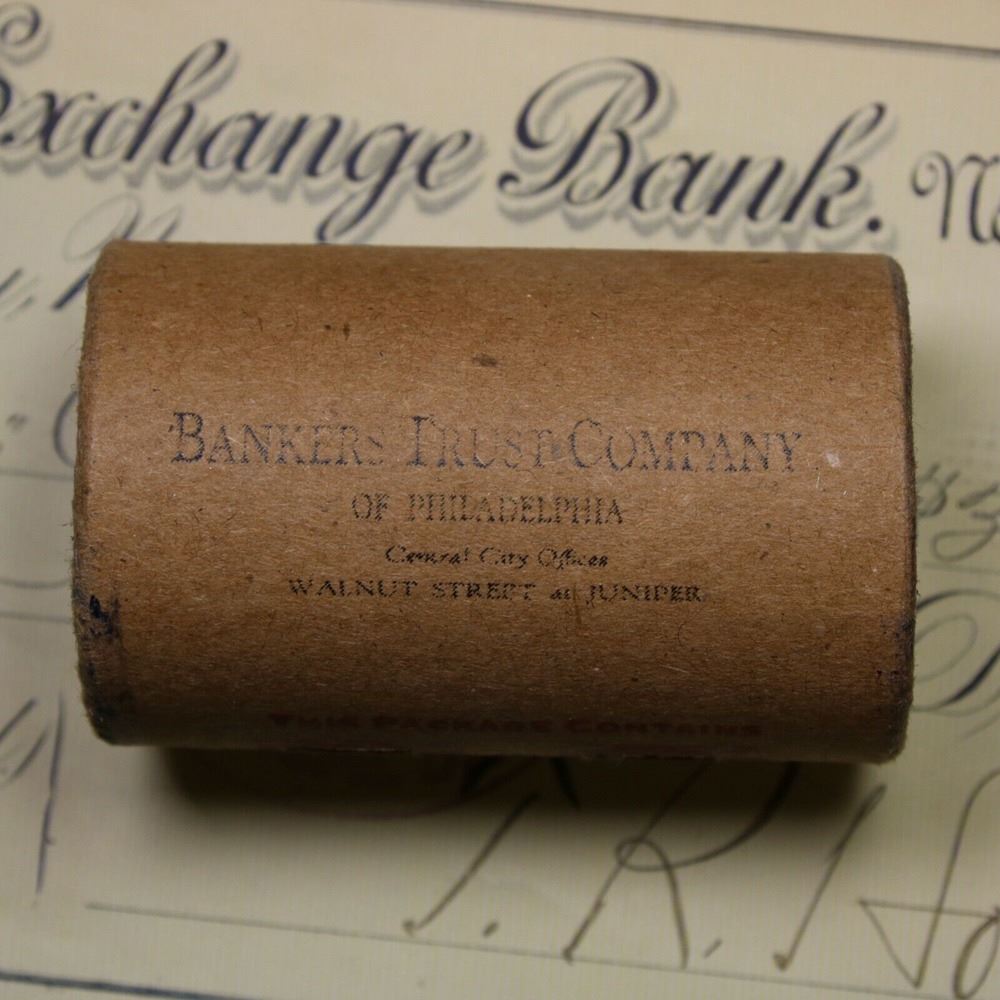 Exchange Bank.
BANKERS TRUST COMPANY
OF PHILADELPHIA
Central City Offices
WALNUT STREET at JUNIPER
THIS PACKAGE CONTAINS